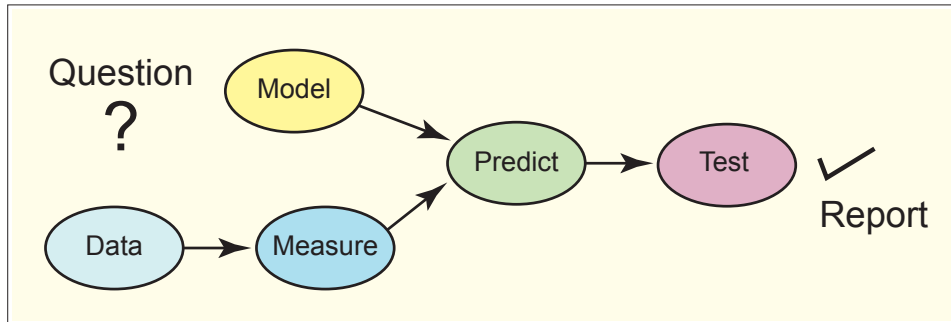 Question
?
Model
Predict
Test
Report
Data
Measure